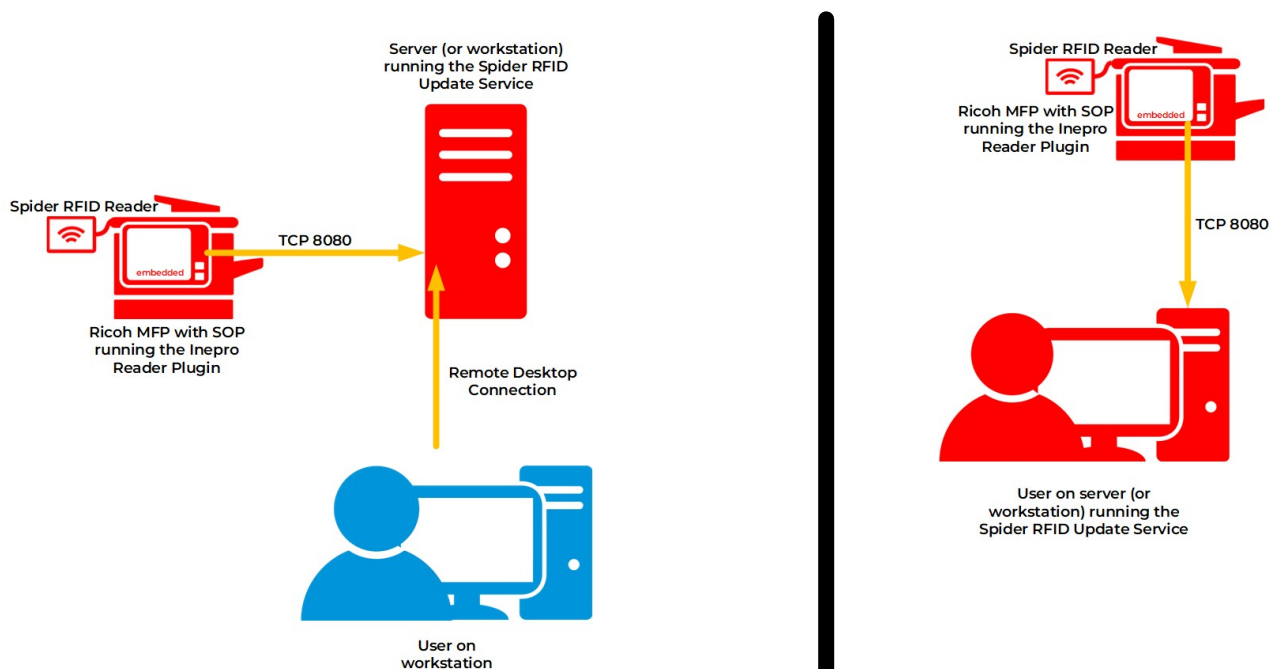 Server (or workstation)
running the Spider RFID
Update Service
Spider RFID Reader
embedded
TCP 8080
Ricoh MFP with SOP
running the Inepro
Reader Plugin
Remote Desktop
Connection
User on
workstation
Spider RFID Reader
embedded
Ricoh MFP with SOP
running the Inepro
Reader Plugin
TCP 8080
User on server (or
workstation) running the
Spider RFID Update Service